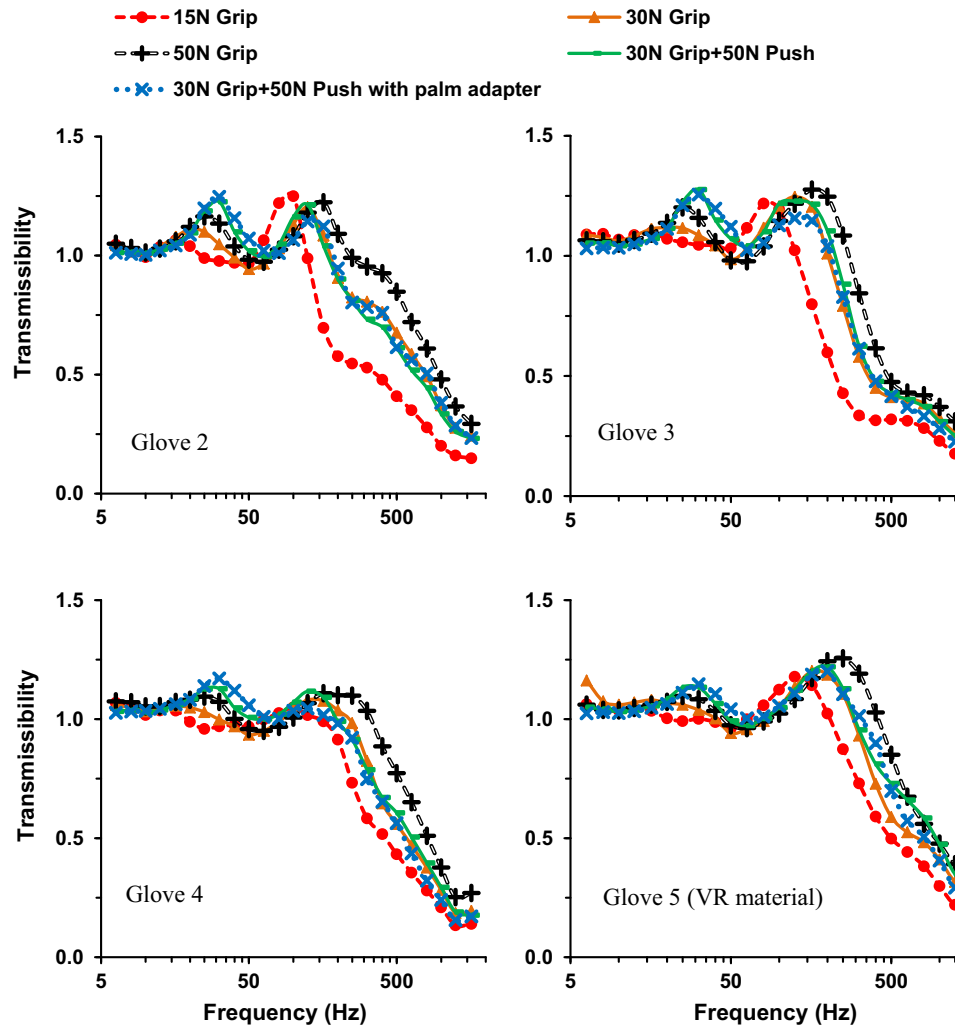 15N Grip 30N Grip
50N Grip 30N Grip+50N Push
30N Grip+50N Push with palm adapter
1.5 1.5
1.0 1.0
0.5 0.5
0.0 0.0
Transmissibility
Glove 2 Glove 3
5 50 500 5 50 500
1.5 1.5
1.0 1.0
0.5 0.5
0.0 0.0
Transmissibility
Glove 4 Glove 5 (VR material)
5 50 500 5 50 500
Frequency (Hz) Frequency (Hz)